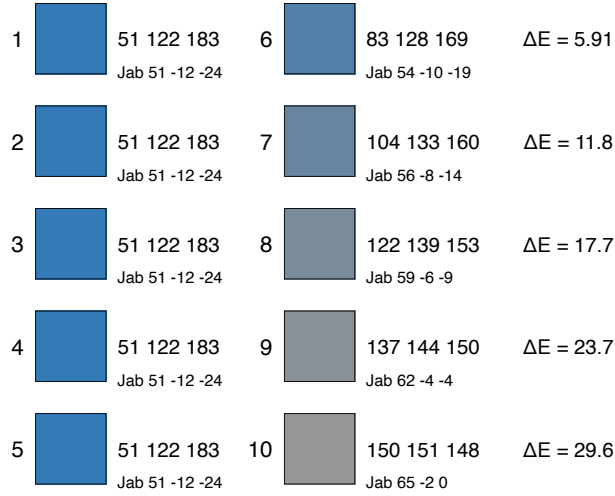 1 51 122 183 6 83 128 169 ΔE = 5.91
Jab 51 -12 -24 Jab 54 -10 -19
2 51 122 183 7 104 133 160 ΔE = 11.8
Jab 51 -12 -24 Jab 56 -8 -14
3 51 122 183 8 122 139 153 ΔE = 17.7
Jab 51 -12 -24 Jab 59 -6 -9
4 51 122 183 9 137 144 150 ΔE = 23.7
Jab 51 -12 -24 Jab 62 -4 -4
5 51 122 183 10 150 151 148 ΔE = 29.6
Jab 51 -12 -24 Jab 65 -2 0